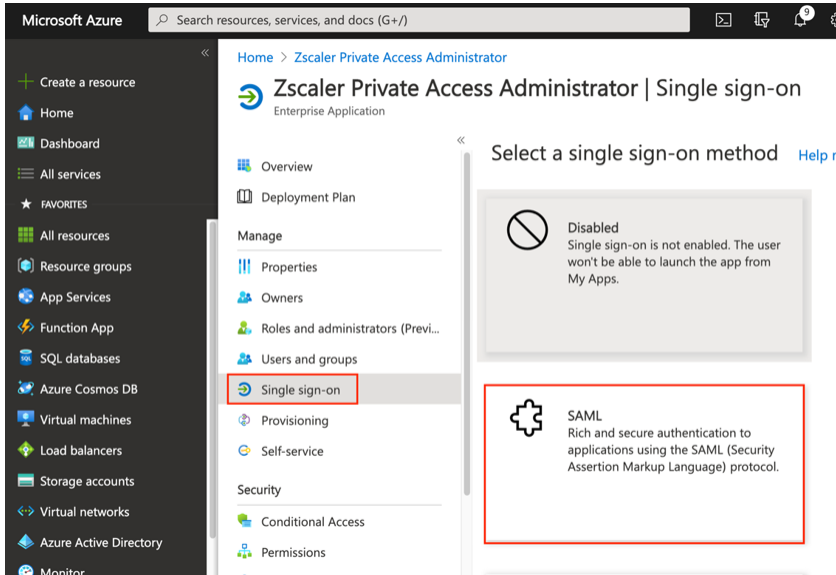 Microsoft Azure
Search resources, services, and docs (G+/)
9
Create a resource
Home
Dashboard
All services
FAVORITES
All resources
Resource groups
App Services
Function App
SQL databases
Azure Cosmos DB
Virtual machines
Load balancers
Storage accounts
Virtual networks
Azure Active Directory
Monitor
Home > Zscaler Private Access Administrator
Zscaler Private Access Administrator | Single sign-on
Enterprise Application
Overview
Deployment Plan
Manage
Properties
Owners
Roles and administrators (Previ...
Users and groups
Single sign-on
Provisioning
Self-service
Security
Conditional Access
Permissions
Select a single sign-on method
Help
Disabled
Single sign-on is not enabled. The user
won't be able to launch the app from
My Apps.
SAML
Rich and secure authentication to
applications using the SAML (Security
Assertion Markup Language) protocol.